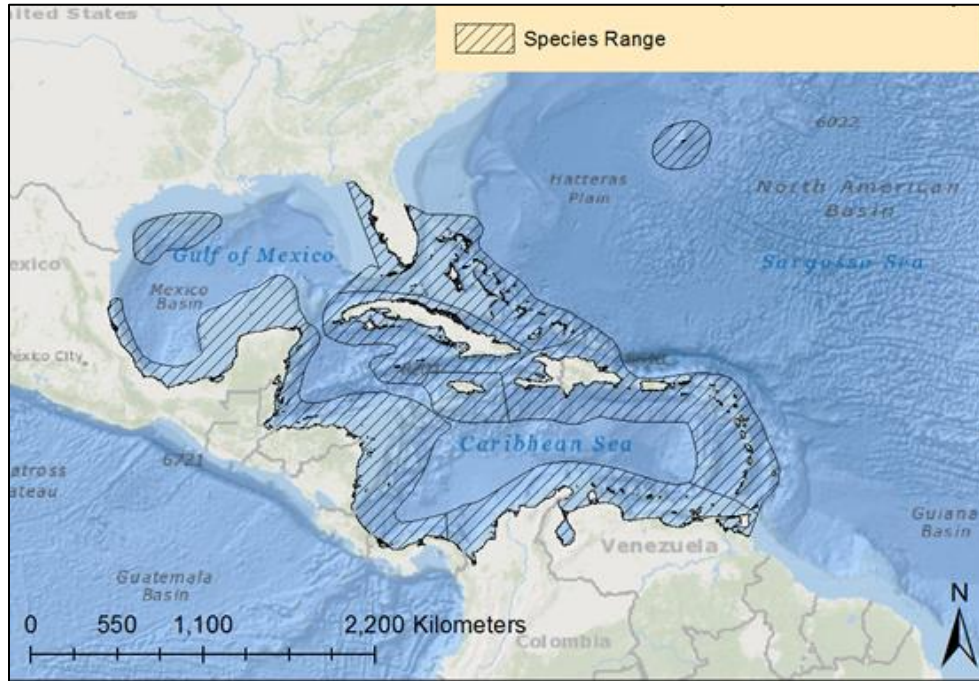 ited States
Species Range
6022
Hatteras
Plain
North American
Basin
Gulf of Mexico
Sargasso Sea
exico
Mexico
Basin
México City
Caribbean Sea
6721
atross
ateau
Guiana
Basin
Venezuela
Guatemala
Basin
N
0 550 1,100 2,200 Kilometers
Colombia